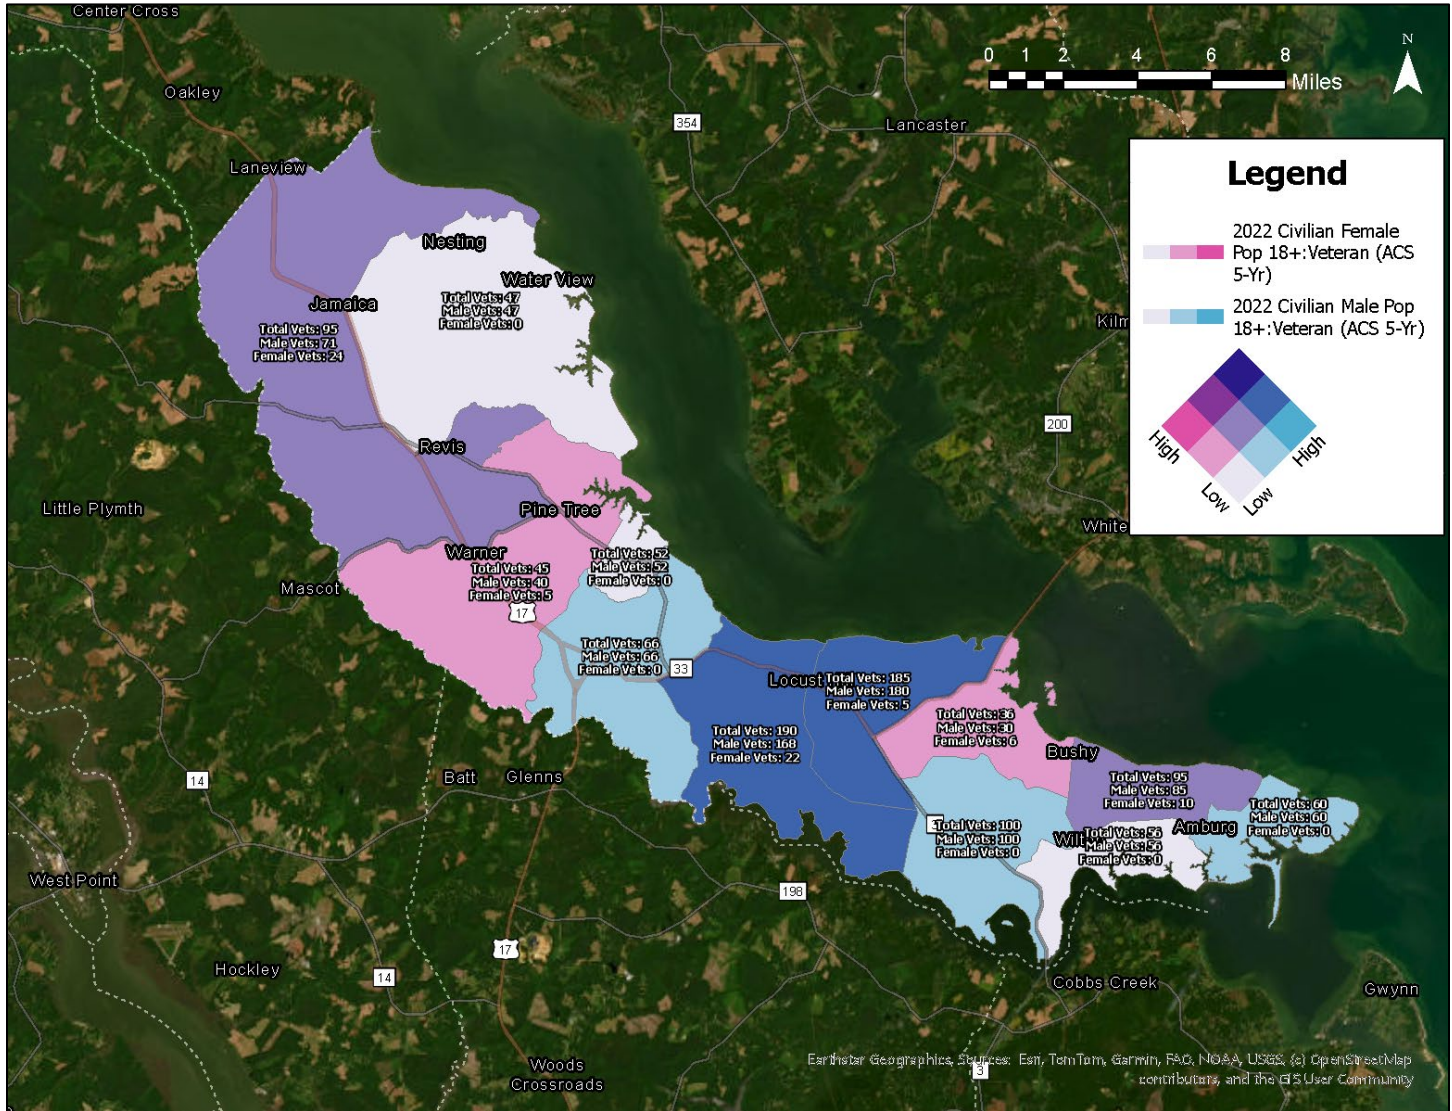 Center Cross
Oakley
Laneview
Lancaster
354
0 1 2 4 6 8
Miles
N
Legend
2022 Civilian Female
Pop 18+:Veteran (ACS
5-Yr)
2022 Civilian Male Pop
18+:Veteran (ACS 5-Yr)
High
Low
Low
High
Nesting
Water View
Jamaica
Total Vets: 47
Male Vets: 47
Female Vets: 0
Total Vets: 95
Male Vets: 71
Female Vets: 24
Kilm
200
Revis
Little Plymth
Pine Tree
White
Warner
Mascot
Total Vets: 45
Male Vets: 40
Female Vets: 5
17
Total Vets: 52
Male Vets: 52
Female Vets: 0
Total Vets: 66
Male Vets: 66
Female Vets: 0
33
Locust
Total Vets: 185
Male Vets: 180
Female Vets: 5
Total Vets: 190
Male Vets: 168
Female Vets: 22
Total Vets: 36
Male Vets: 30
Female Vets: 6
Bushy
Total Vets: 95
Male Vets: 85
Female Vets: 10
Total Vets: 60
Male Vets: 60
Female Vets: 0
Amburg
Total Vets: 100
Male Vets: 100
Female Vets: 0
Wilt
Total Vets: 56
Male Vets: 56
Female Vets: 0
14
Batt
Glenns
West Point
198
17
Hockley
14
Cobbs Creek
Gwynn
Woods
Crossroads
3
Earthstar Geographics, Sources: Esri, TomTom, Garmin, FAO, NOAA, USGS, (c) OpenStreetMap
contributors, and the GIS User Community